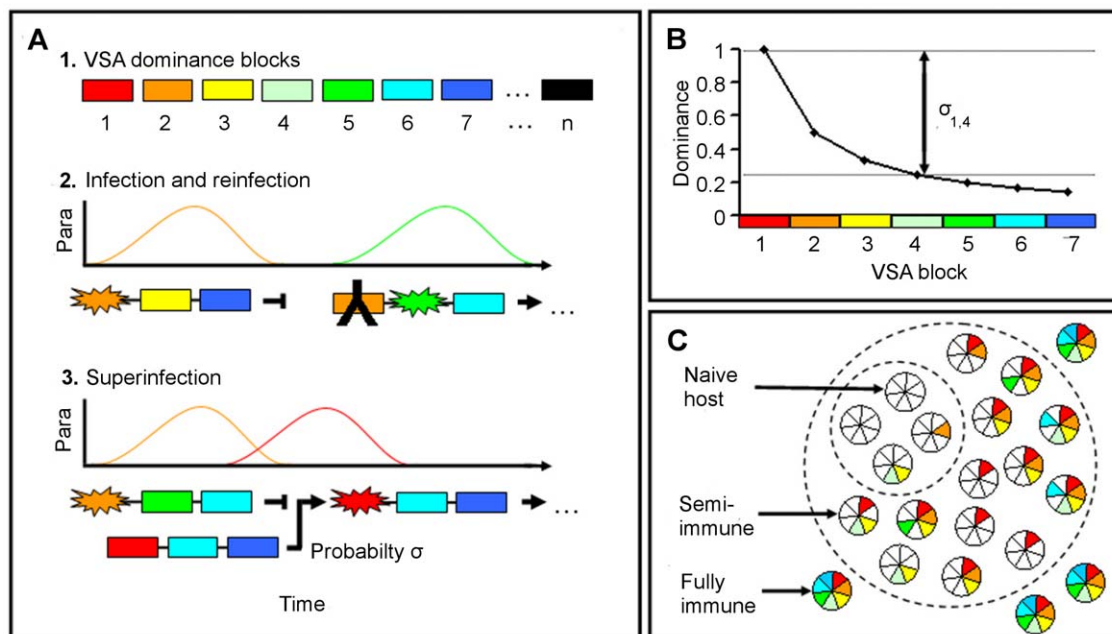 A
1. VSA dominance blocks
1 2 3 4 5 6 7 … n
2. Infection and reinfection
Para
…
3. Superinfection
Para
…
Probabilty σ
Time
B
Dominance
1
0.8
0.6
0.4
0.2
0
σ1,4
1 2 3 4 5 6 7
VSA block
C
Naive
host
Semi-
immune
Fully
immune